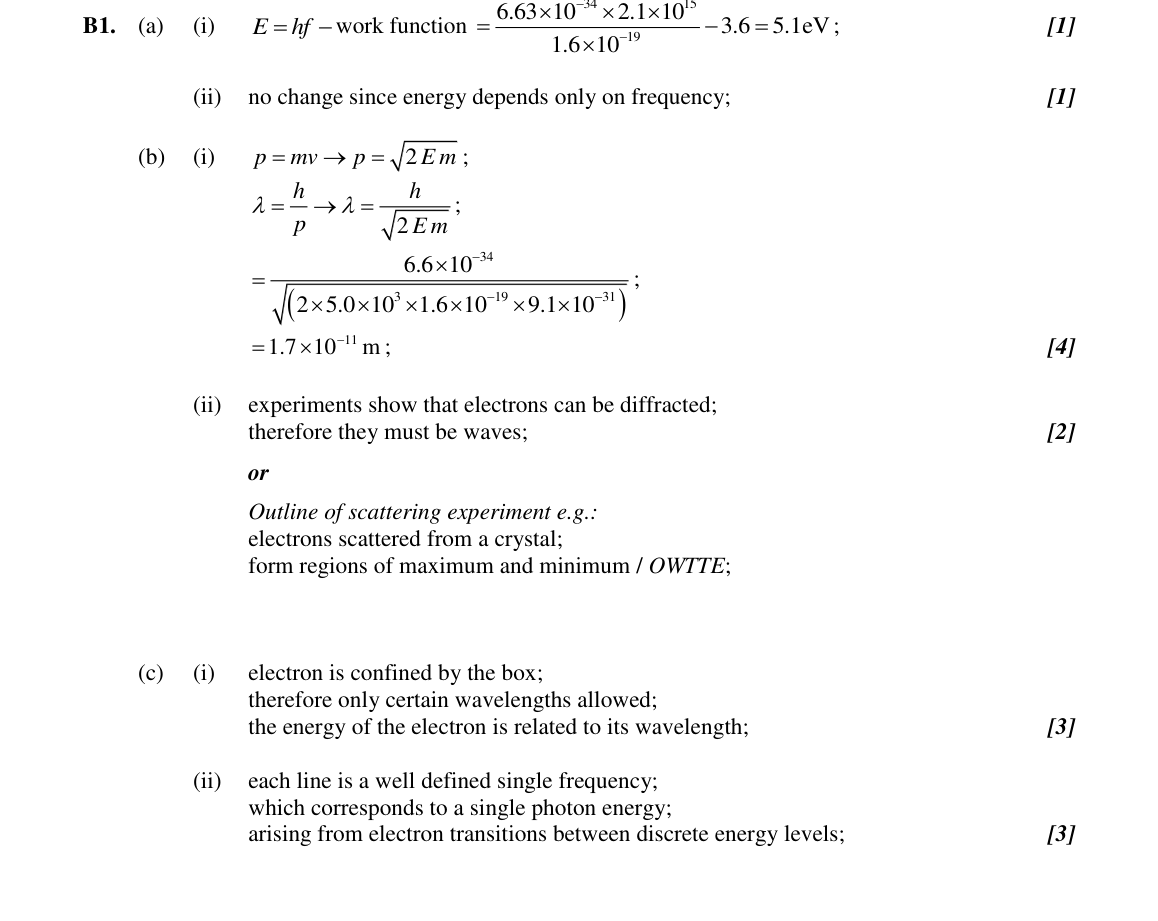 B1. (a) (i) E = hf − work function = 6.63×10⁻³⁴ × 2.1×10¹⁵ / 1.6×10⁻¹⁹ − 3.6 = 5.1eV ; [1]
(ii) no change since energy depends only on frequency; [1]
(b) (i) p = mv → p = √(2Em) ;
λ = h/p → λ = h/√(2Em) ;
= 6.6×10⁻³⁴ / √(2×5.0×10³ ×1.6×10⁻¹⁹ ×9.1×10⁻³¹) ;
= 1.7×10⁻¹¹ m ; [4]
(ii) experiments show that electrons can be diffracted;
therefore they must be waves; [2]
or
Outline of scattering experiment e.g.:
electrons scattered from a crystal;
form regions of maximum and minimum / OWTTE;
(c) (i) electron is confined by the box;
therefore only certain wavelengths allowed;
the energy of the electron is related to its wavelength; [3]
(ii) each line is a well defined single frequency;
which corresponds to a single photon energy;
arising from electron transitions between discrete energy levels; [3]